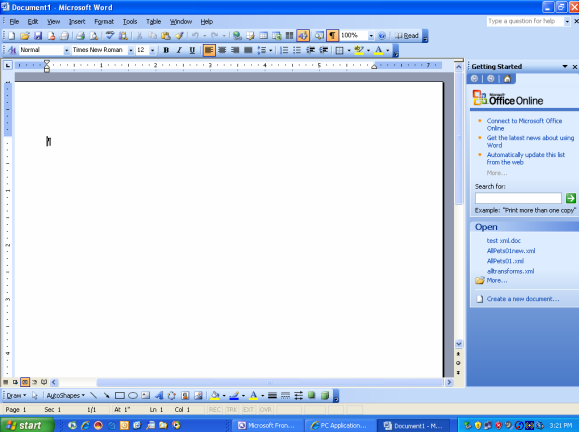 Document1 - Microsoft Word
File Edit View Insert Format Tools Table Window Help
Type a question for help
100%
Read
Normal
Times New Roman
12
B I U
Getting Started
Microsoft
Office Online
Connect to Microsoft Office
Online
Get the latest news about using
Word
Automatically update this list
from the web
More...
Search for:
Example: "Print more than one copy"
Open
test xml.doc
AllPets01new.xml
AllPets01.xml
alltransforms.xml
More...
Create a new document...
Draw
AutoShapes
Page 1 Sec 1 1/1 At 1" Ln 1 Col 1 REC TRK EXT OVR
start
Microsoft Fron...
PC Application...
Document1 - M...
3:21 PM